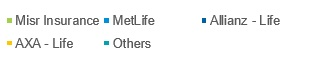 Misr Insurance MetLife Allianz - Life
AXA - Life Others